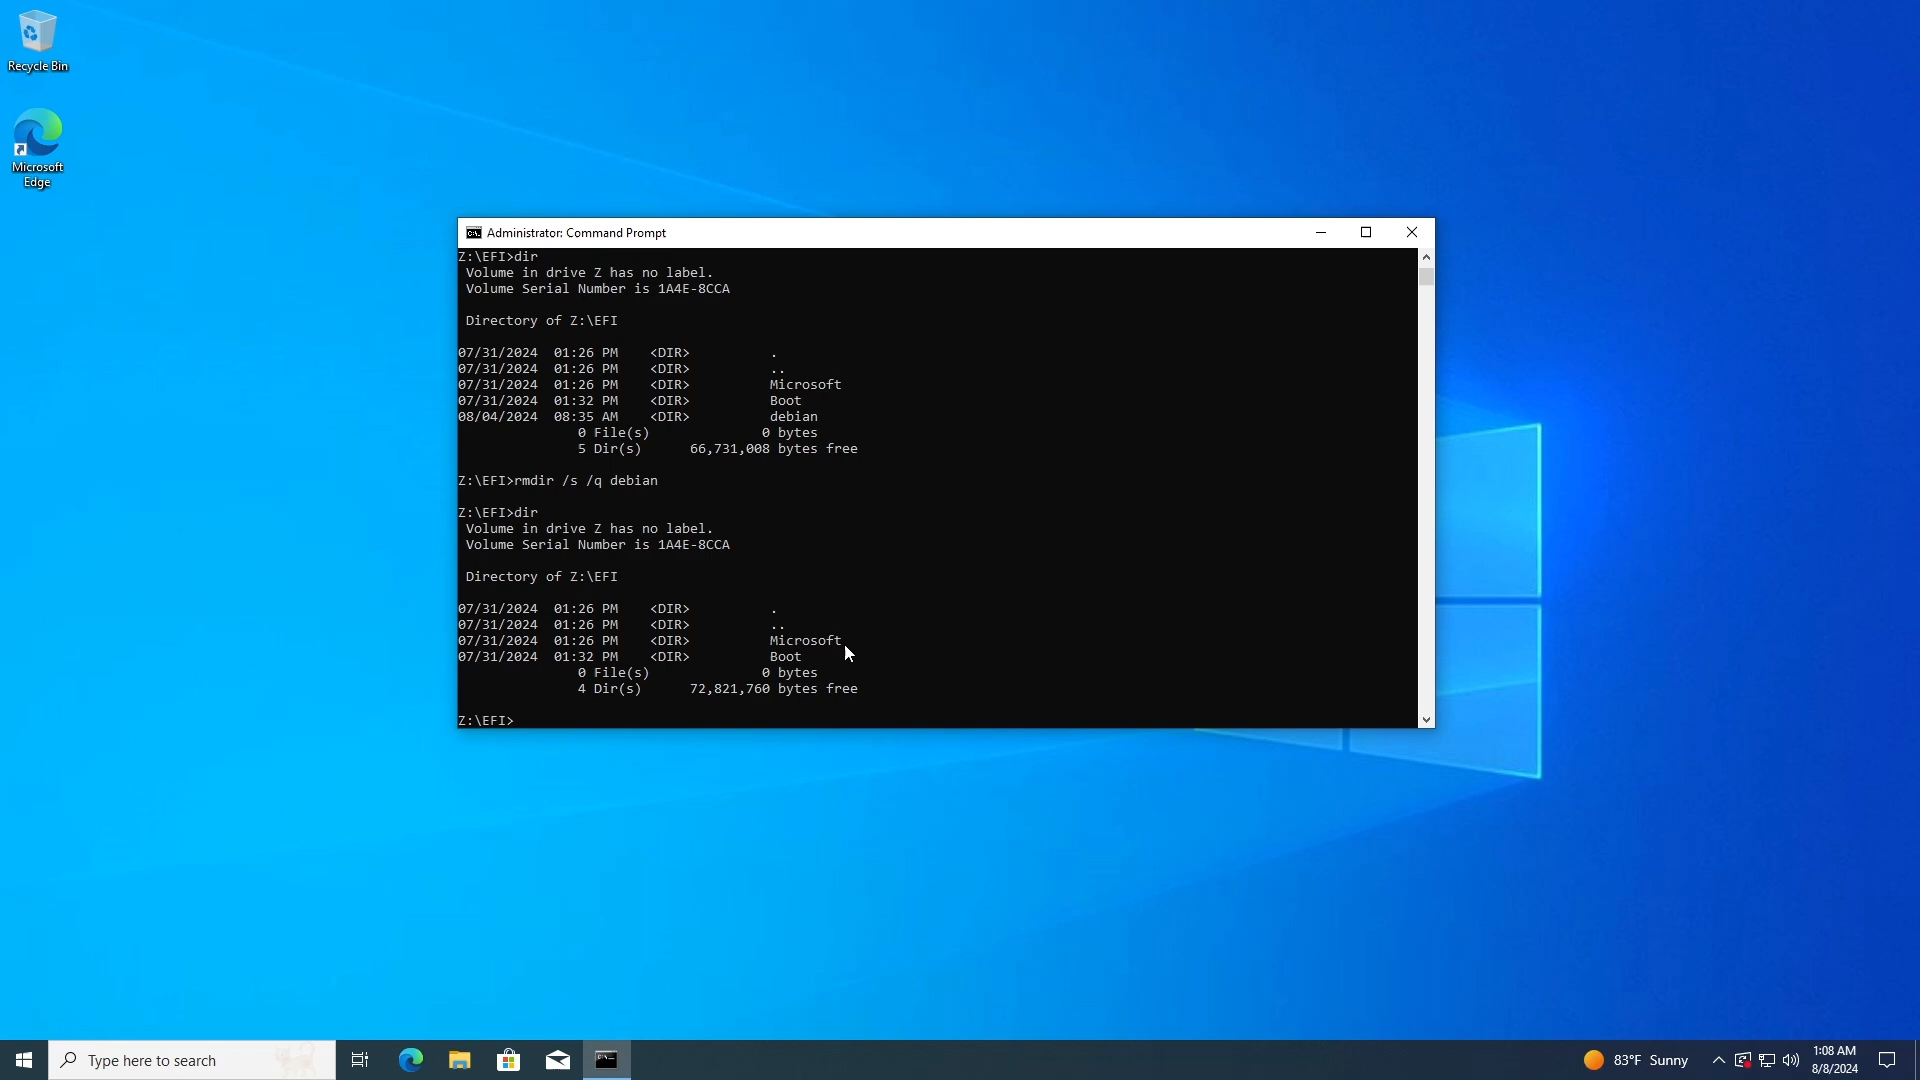 Recycle Bin
Microsoft
Edge
Administrator: Command Prompt
Z:\EFI>dir
 Volume in drive Z has no label.
 Volume Serial Number is 1A4E-8CCA
 Directory of Z:\EFI
07/31/2024  01:26 PM    <DIR>          .
07/31/2024  01:26 PM    <DIR>          ..
07/31/2024  01:26 PM    <DIR>          Microsoft
07/31/2024  01:32 PM    <DIR>          Boot
08/04/2024  08:35 AM    <DIR>          debian
               0 File(s)              0 bytes
               5 Dir(s)      66,731,008 bytes free
Z:\EFI>rmdir /s /q debian
Z:\EFI>dir
 Volume in drive Z has no label.
 Volume Serial Number is 1A4E-8CCA
 Directory of Z:\EFI
07/31/2024  01:26 PM    <DIR>          .
07/31/2024  01:26 PM    <DIR>          ..
07/31/2024  01:26 PM    <DIR>          Microsoft
07/31/2024  01:32 PM    <DIR>          Boot
               0 File(s)              0 bytes
               4 Dir(s)      72,821,760 bytes free
Z:\EFI>
Type here to search
83°F Sunny
1:08 AM
8/8/2024